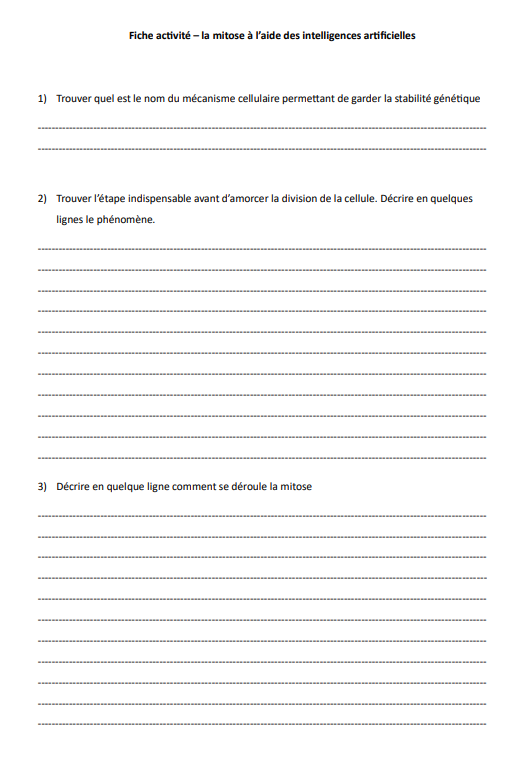 Fiche activité – la mitose à l'aide des intelligences artificielles
1) Trouver quel est le nom du mécanisme cellulaire permettant de garder la stabilité génétique
2) Trouver l'étape indispensable avant d'amorcer la division de la cellule. Décrire en quelques
lignes le phénomène.
3) Décrire en quelque ligne comment se déroule la mitose